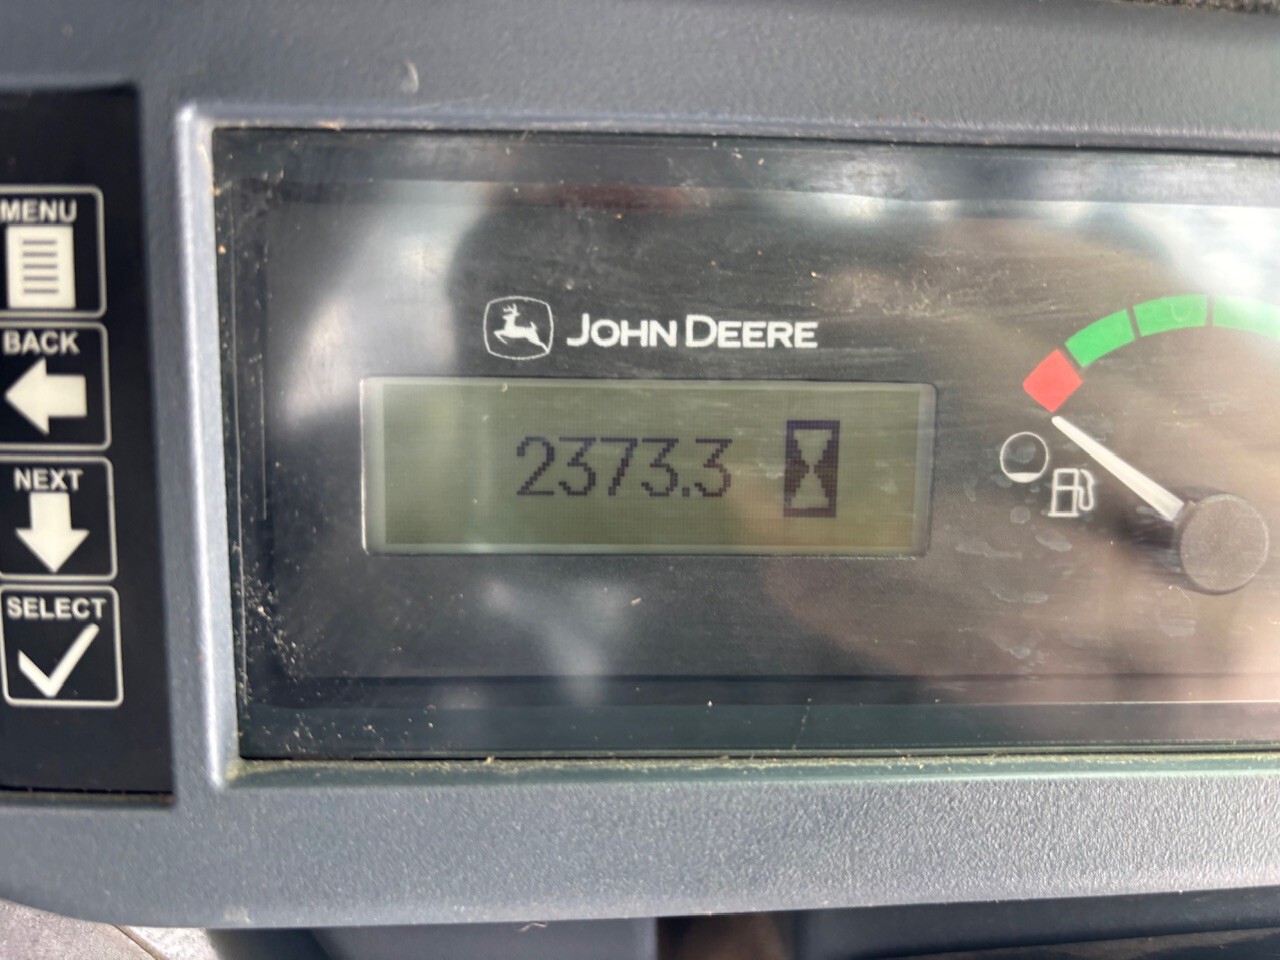 MENU
BACK
NEXT
SELECT
JOHN DEERE
2373.3